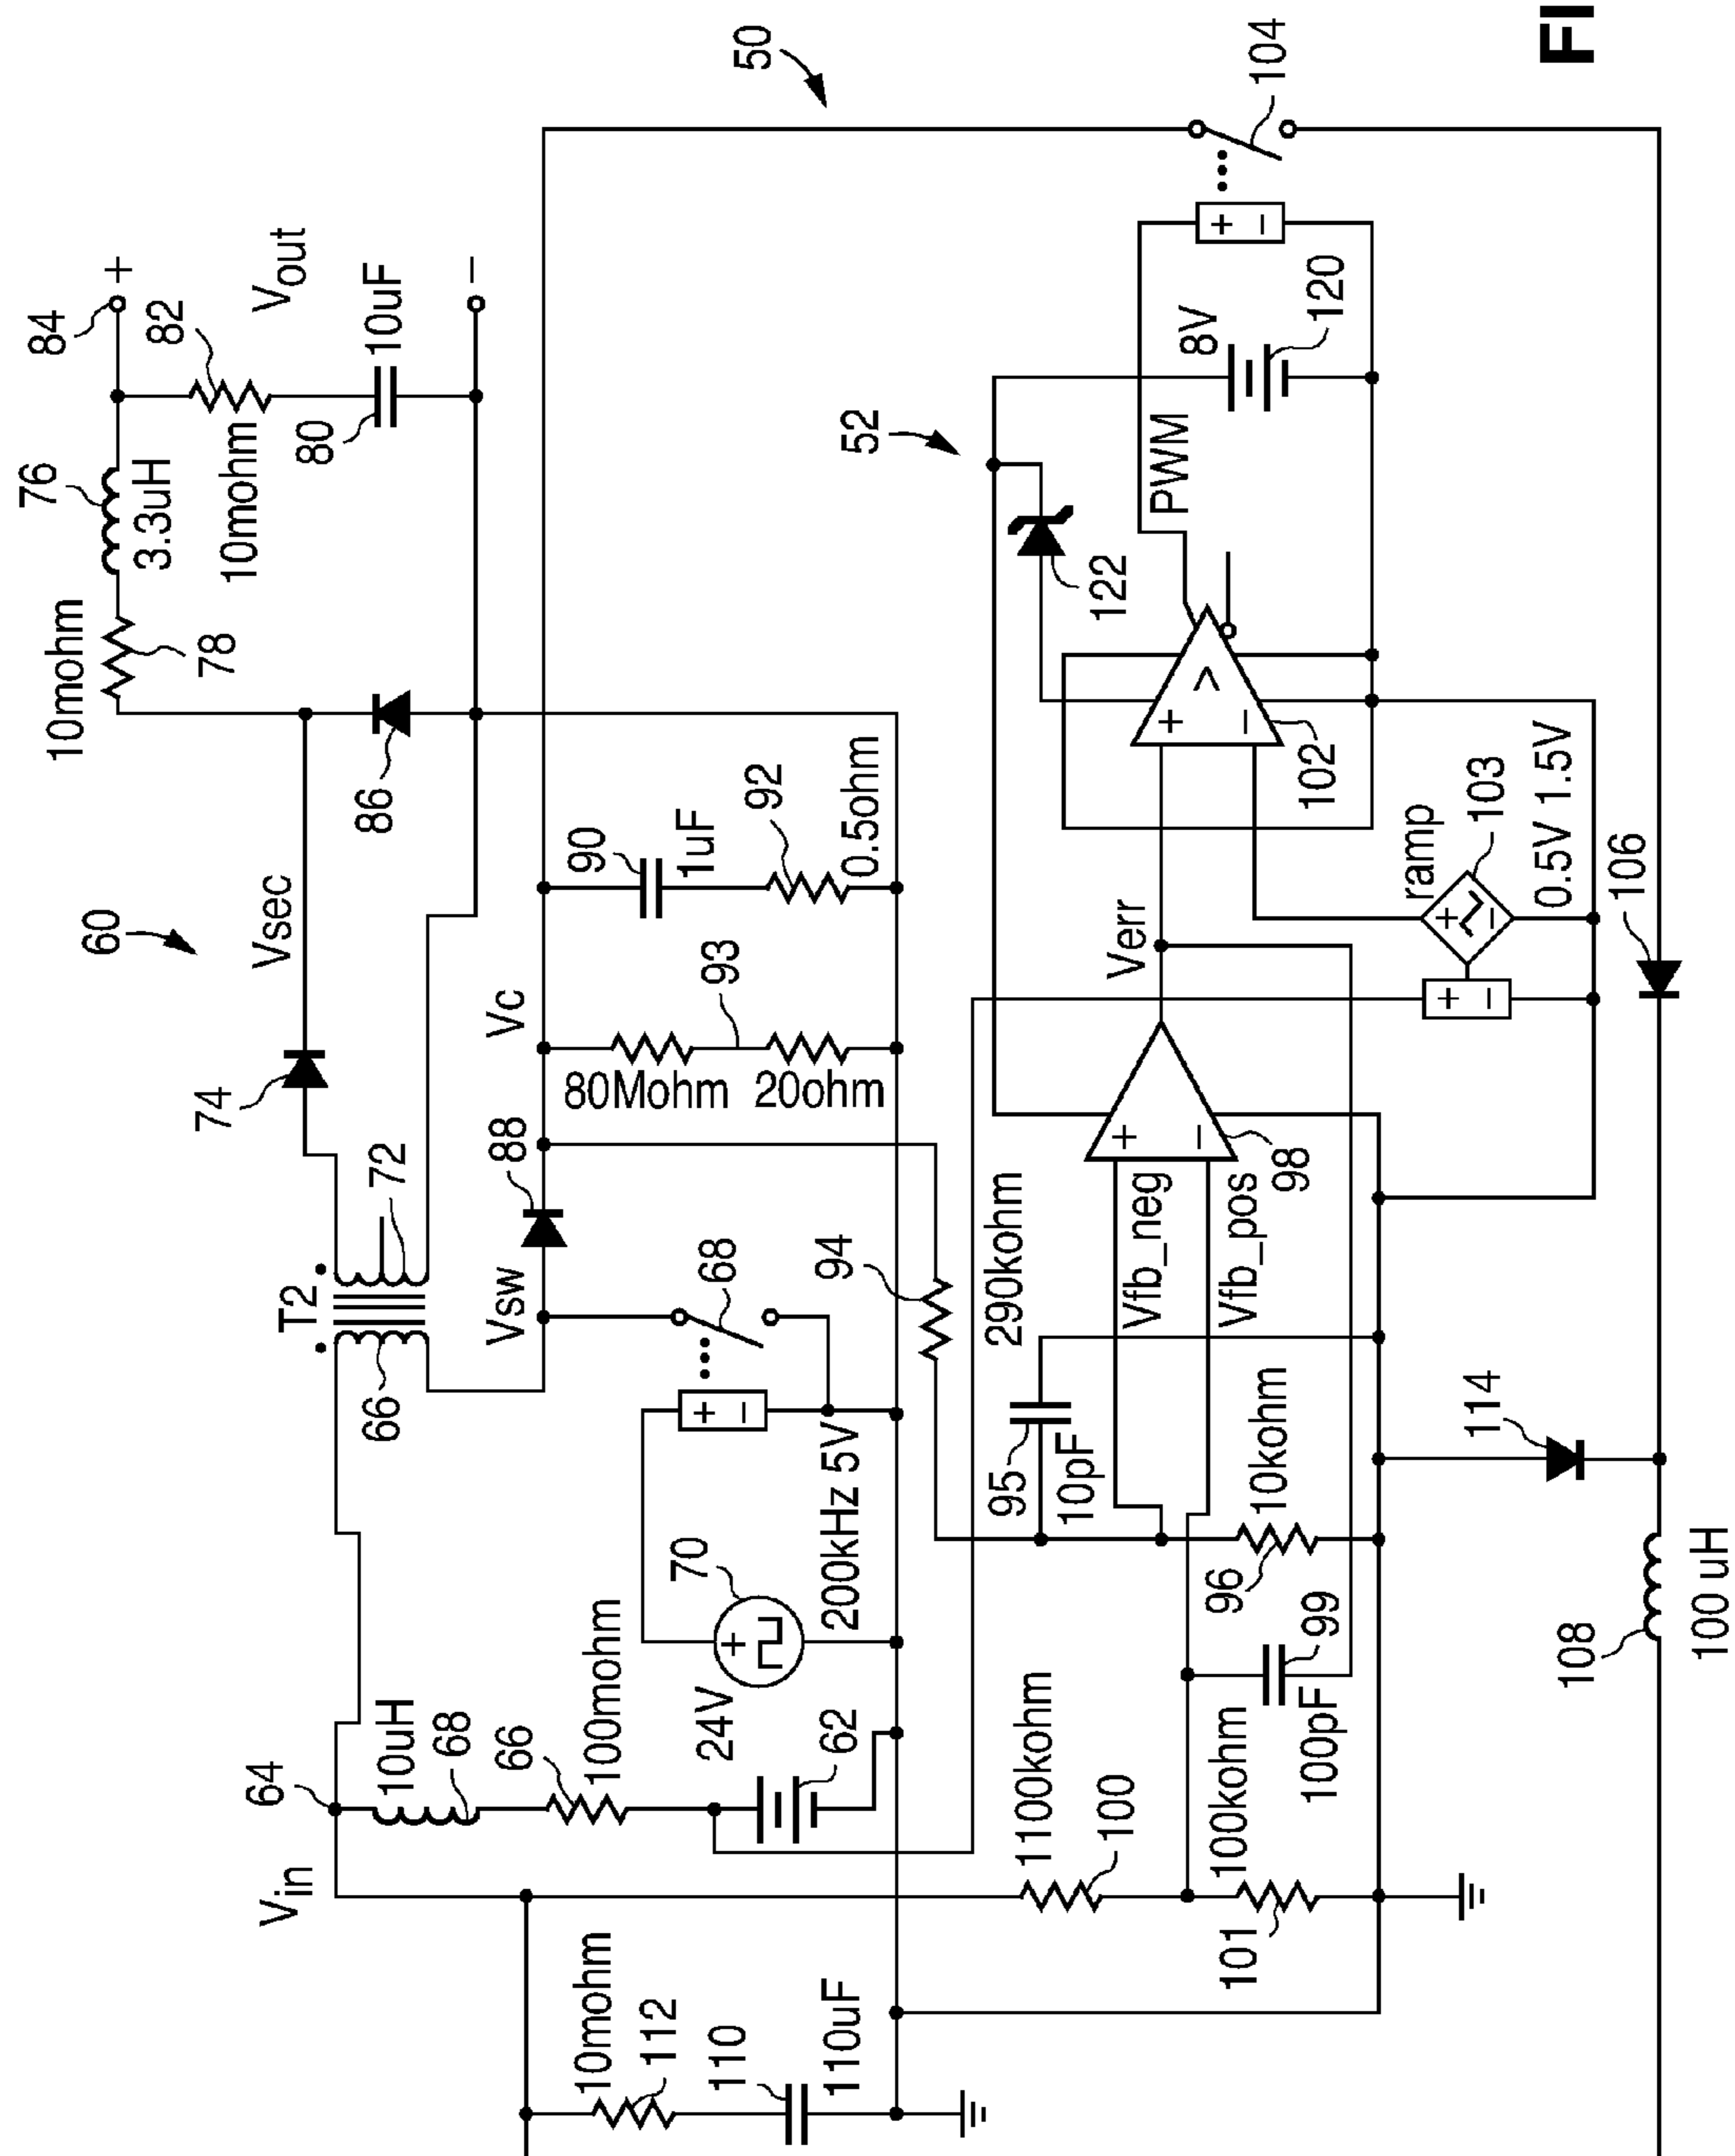 84
+
76
3.3uH
10mohm
78
10mohm
82
80
10uF
Vout
−
50
60
Vsec
74
86
T2
72
66
Vsw
88
Vc
90
1uF
92
0.5ohm
93
80Mohm
20ohm
68
+ −
94
290kohm
64
10uH
68
66
100mohm
24V
62
70
+
200kHz 5V
Vin
10mohm
112
110
110uF
52
122
PWM
8V
120
+ −
104
+
−
<
102
Verr
ramp
103
+ −
+ −
0.5V 1.5V
106
+
−
98
Vfb_neg
Vfb_pos
95
10pF
96
10kohm
99
100pF
1100kohm
100
100kohm
101
114
108
100 uH
FI